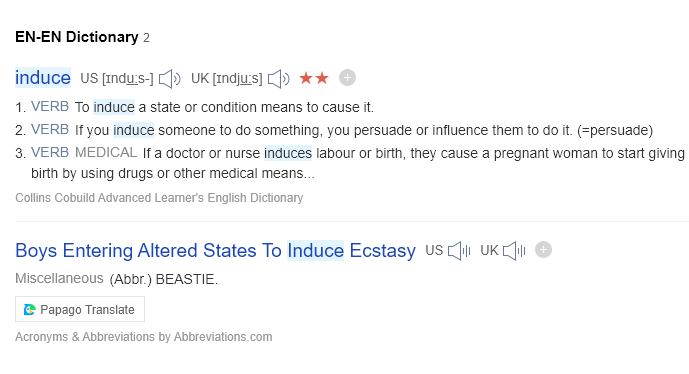 EN-EN Dictionary 2
induce US [ɪndu:s-] UK [ɪndju:s] ★★
1. VERB To induce a state or condition means to cause it.
2. VERB If you induce someone to do something, you persuade or influence them to do it. (=persuade)
3. VERB MEDICAL If a doctor or nurse induces labour or birth, they cause a pregnant woman to start giving
birth by using drugs or other medical means...
Collins Cobuild Advanced Learner's English Dictionary
Boys Entering Altered States To Induce Ecstasy US UK
Miscellaneous (Abbr.) BEASTIE.
Papago Translate
Acronyms & Abbreviations by Abbreviations.com